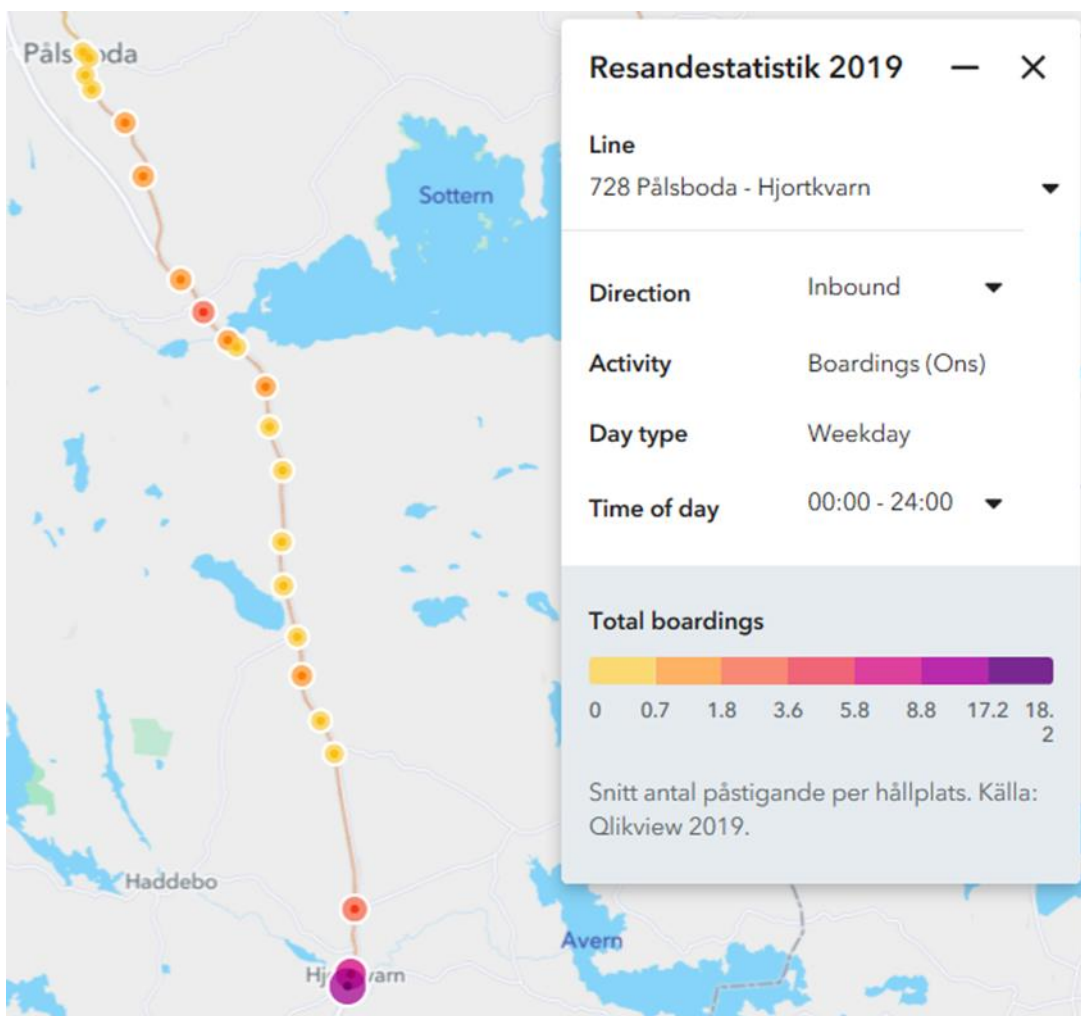 Pålsboda
Sottern
Haddebo
Avern
Hjortkvarn
Resandestatistik 2019
Line
728 Pålsboda - Hjortkvarn
Direction Inbound
Activity Boardings (Ons)
Day type Weekday
Time of day 00:00 - 24:00
Total boardings
0 0.7 1.8 3.6 5.8 8.8 17.2 18.
2
Snitt antal påstigande per hållplats. Källa:
Qlikview 2019.